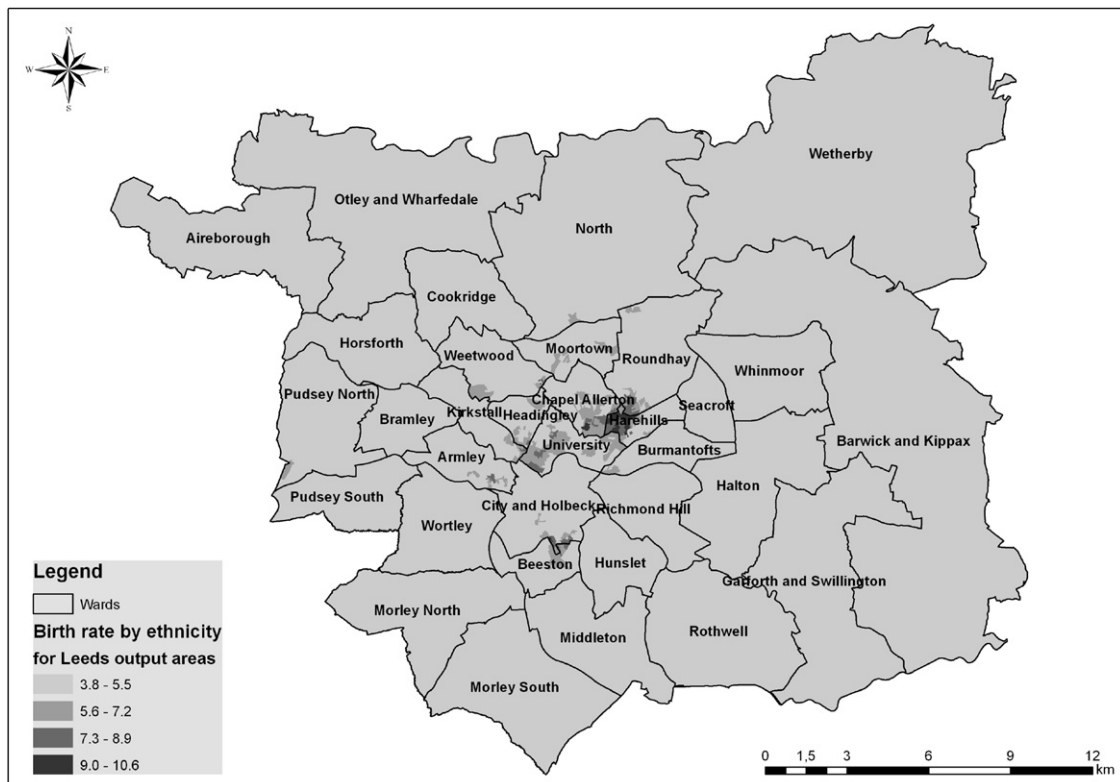 N
W E
S
Wetherby
Otley and Wharfedale
North
Aireborough
Cookridge
Horsforth
Moortown
Weetwood
Roundhay
Pudsey North
Whinmoor
Chapel Allerton
Seacroft
Kirkstall
Headingley
Bramley
Harehills
University
Barwick and Kippax
Burmantofts
Armley
Halton
Pudsey South
City and Holbeck
Richmond Hill
Wortley
Beeston
Hunslet
Garforth and Swillington
Morley North
Middleton
Rothwell
Morley South
Legend
Wards
Birth rate by ethnicity
for Leeds output areas
3.8 - 5.5
5.6 - 7.2
7.3 - 8.9
9.0 - 10.6
0 1,5 3 6 9 12
km